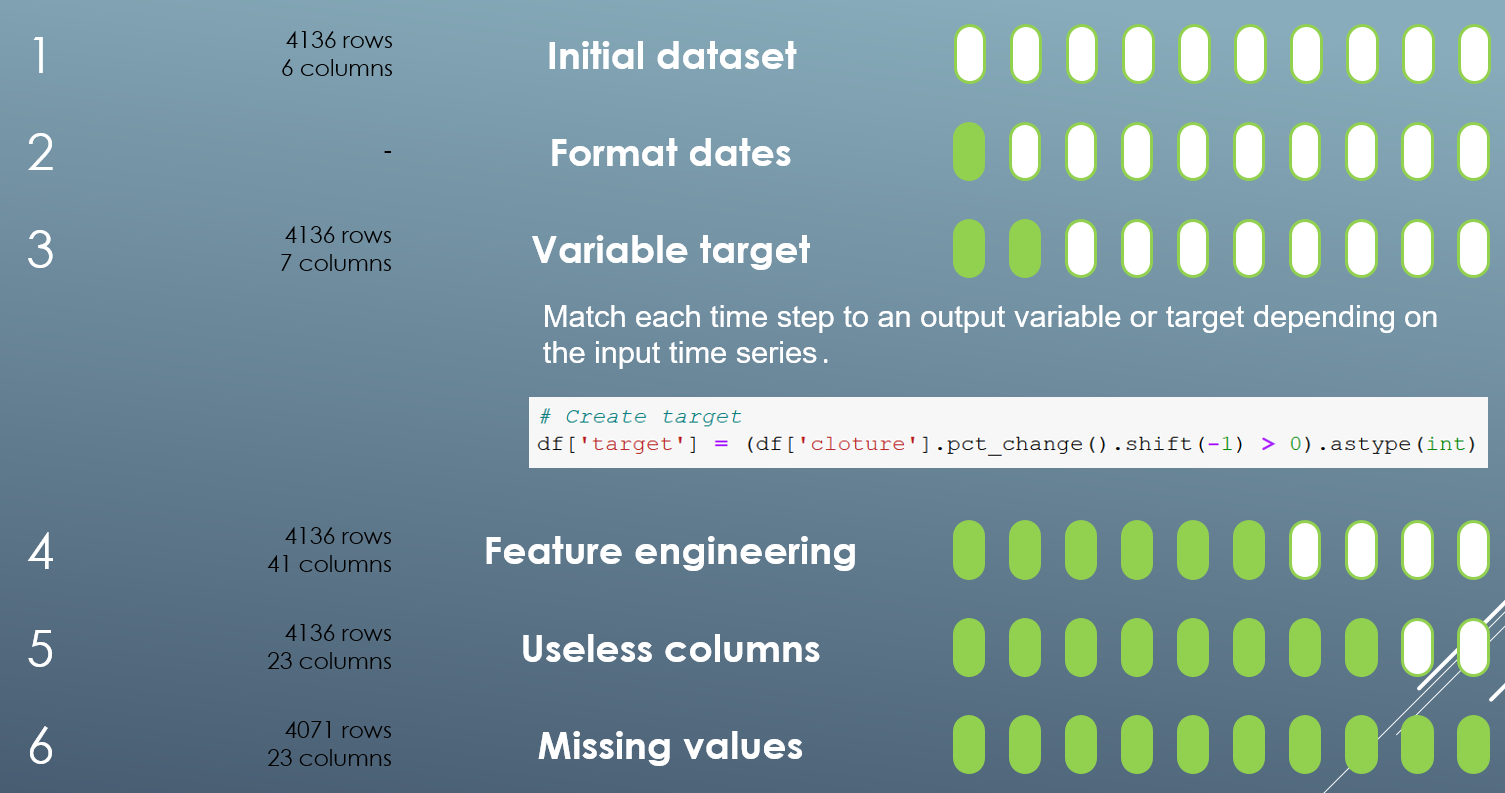 1
4136 rows
6 columns
Initial dataset
2
-
Format dates
3
4136 rows
7 columns
Variable target
Match each time step to an output variable or target depending on
the input time series.
# Create target
df['target'] = (df['cloture'].pct_change().shift(-1) > 0).astype(int)
4
4136 rows
41 columns
Feature engineering
5
4136 rows
23 columns
Useless columns
6
4071 rows
23 columns
Missing values